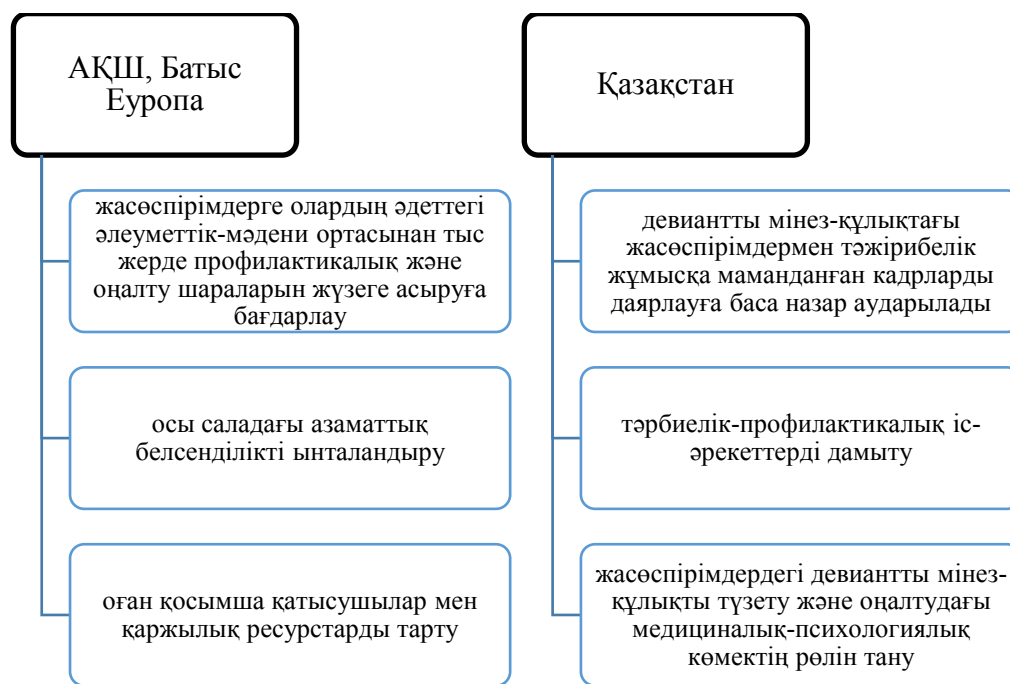 АҚШ, Батыс
Еуропа
жасөспірімдерге олардың әдеттегі
әлеуметтік-мәдени ортасынан тыс
жерде профилактикалық және
оңалту шараларын жүзеге асыруға
бағдарлау
осы саладағы азаматтық
белсенділікті ынталандыру
оған қосымша қатысушылар мен
қаржылық ресурстарды тарту
Қазақстан
девиантты мінез-құлықтағы
жасөспірімдермен тәжірибелік
жұмысқа маманданған кадрларды
даярлауға баса назар аударылады
тәрбиелік-профилактикалық іс-
әрекеттерді дамыту
жасөспірімдердегі девиантты мінез-
құлықты түзету және оңалтудағы
медициналық-психологиялық
көмектің рөлін тану